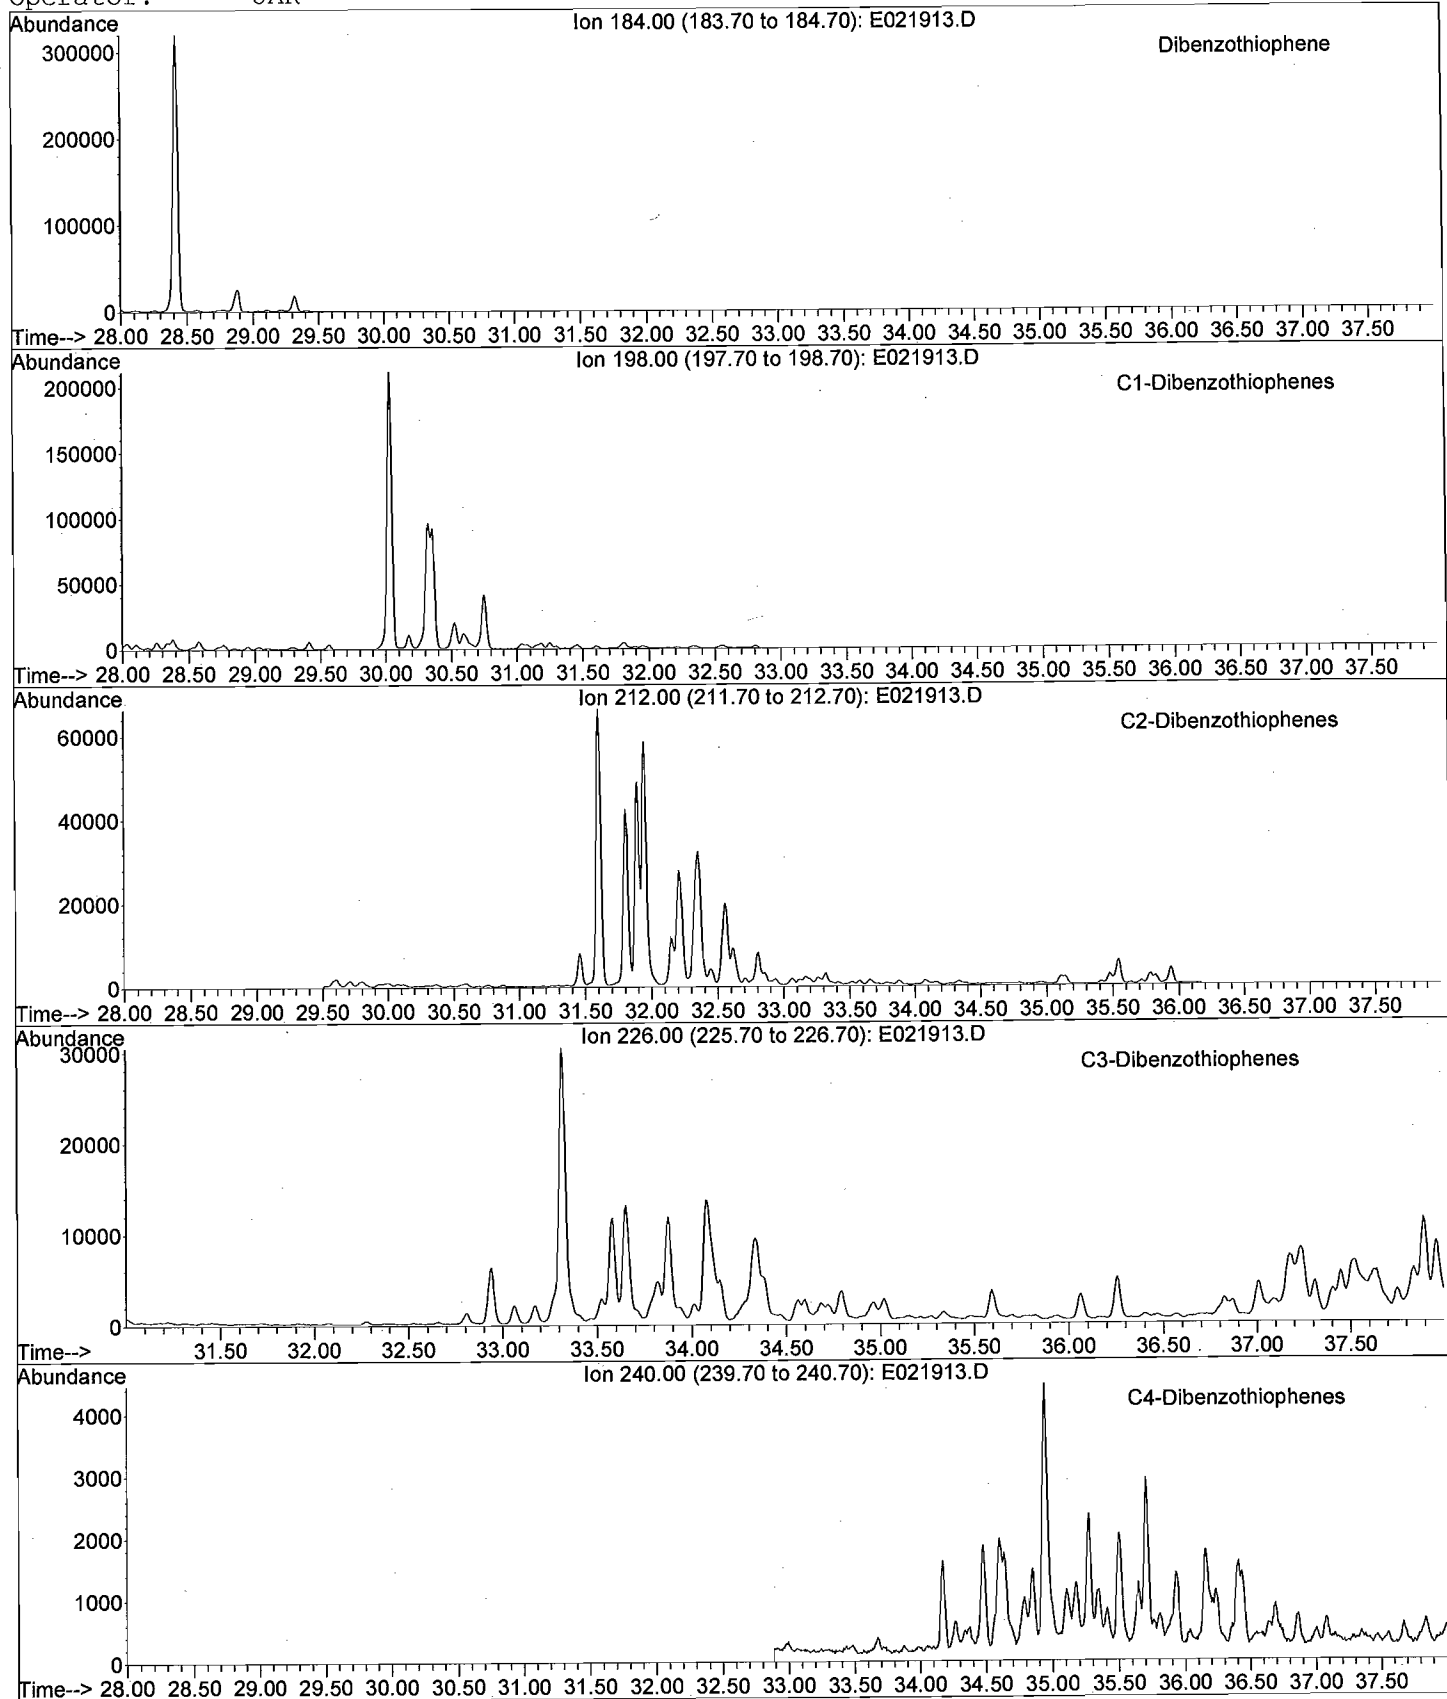 Operator:
Abundance
Ion 184.00 (183.70 to 184.70): E021913.D
Dibenzothiophene
300000
200000
100000
0
Time--> 28.00 28.50 29.00 29.50 30.00 30.50 31.00 31.50 32.00 32.50 33.00 33.50 34.00 34.50 35.00 35.50 36.00 36.50 37.00 37.50
Abundance
Ion 198.00 (197.70 to 198.70): E021913.D
C1-Dibenzothiophenes
200000
150000
100000
50000
0
Time--> 28.00 28.50 29.00 29.50 30.00 30.50 31.00 31.50 32.00 32.50 33.00 33.50 34.00 34.50 35.00 35.50 36.00 36.50 37.00 37.50
Abundance
Ion 212.00 (211.70 to 212.70): E021913.D
C2-Dibenzothiophenes
60000
40000
20000
0
Time--> 28.00 28.50 29.00 29.50 30.00 30.50 31.00 31.50 32.00 32.50 33.00 33.50 34.00 34.50 35.00 35.50 36.00 36.50 37.00 37.50
Abundance
Ion 226.00 (225.70 to 226.70): E021913.D
C3-Dibenzothiophenes
30000
20000
10000
0
Time--> 31.50 32.00 32.50 33.00 33.50 34.00 34.50 35.00 35.50 36.00 36.50 37.00 37.50
Abundance
Ion 240.00 (239.70 to 240.70): E021913.D
C4-Dibenzothiophenes
4000
3000
2000
1000
0
Time--> 28.00 28.50 29.00 29.50 30.00 30.50 31.00 31.50 32.00 32.50 33.00 33.50 34.00 34.50 35.00 35.50 36.00 36.50 37.00 37.50